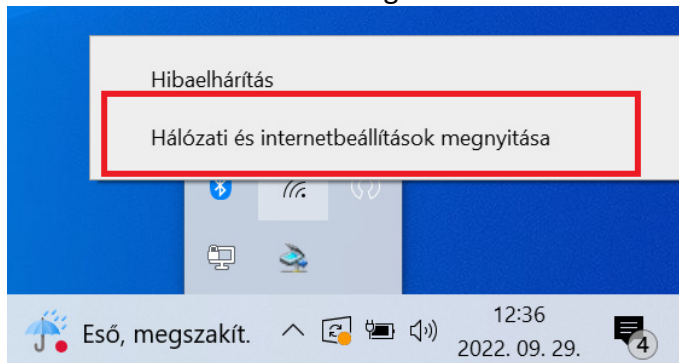 Hibaelhárítás
Hálózati és internetbeállítások megnyitása
Eső, megszakít.
12:36
2022. 09. 29.
4